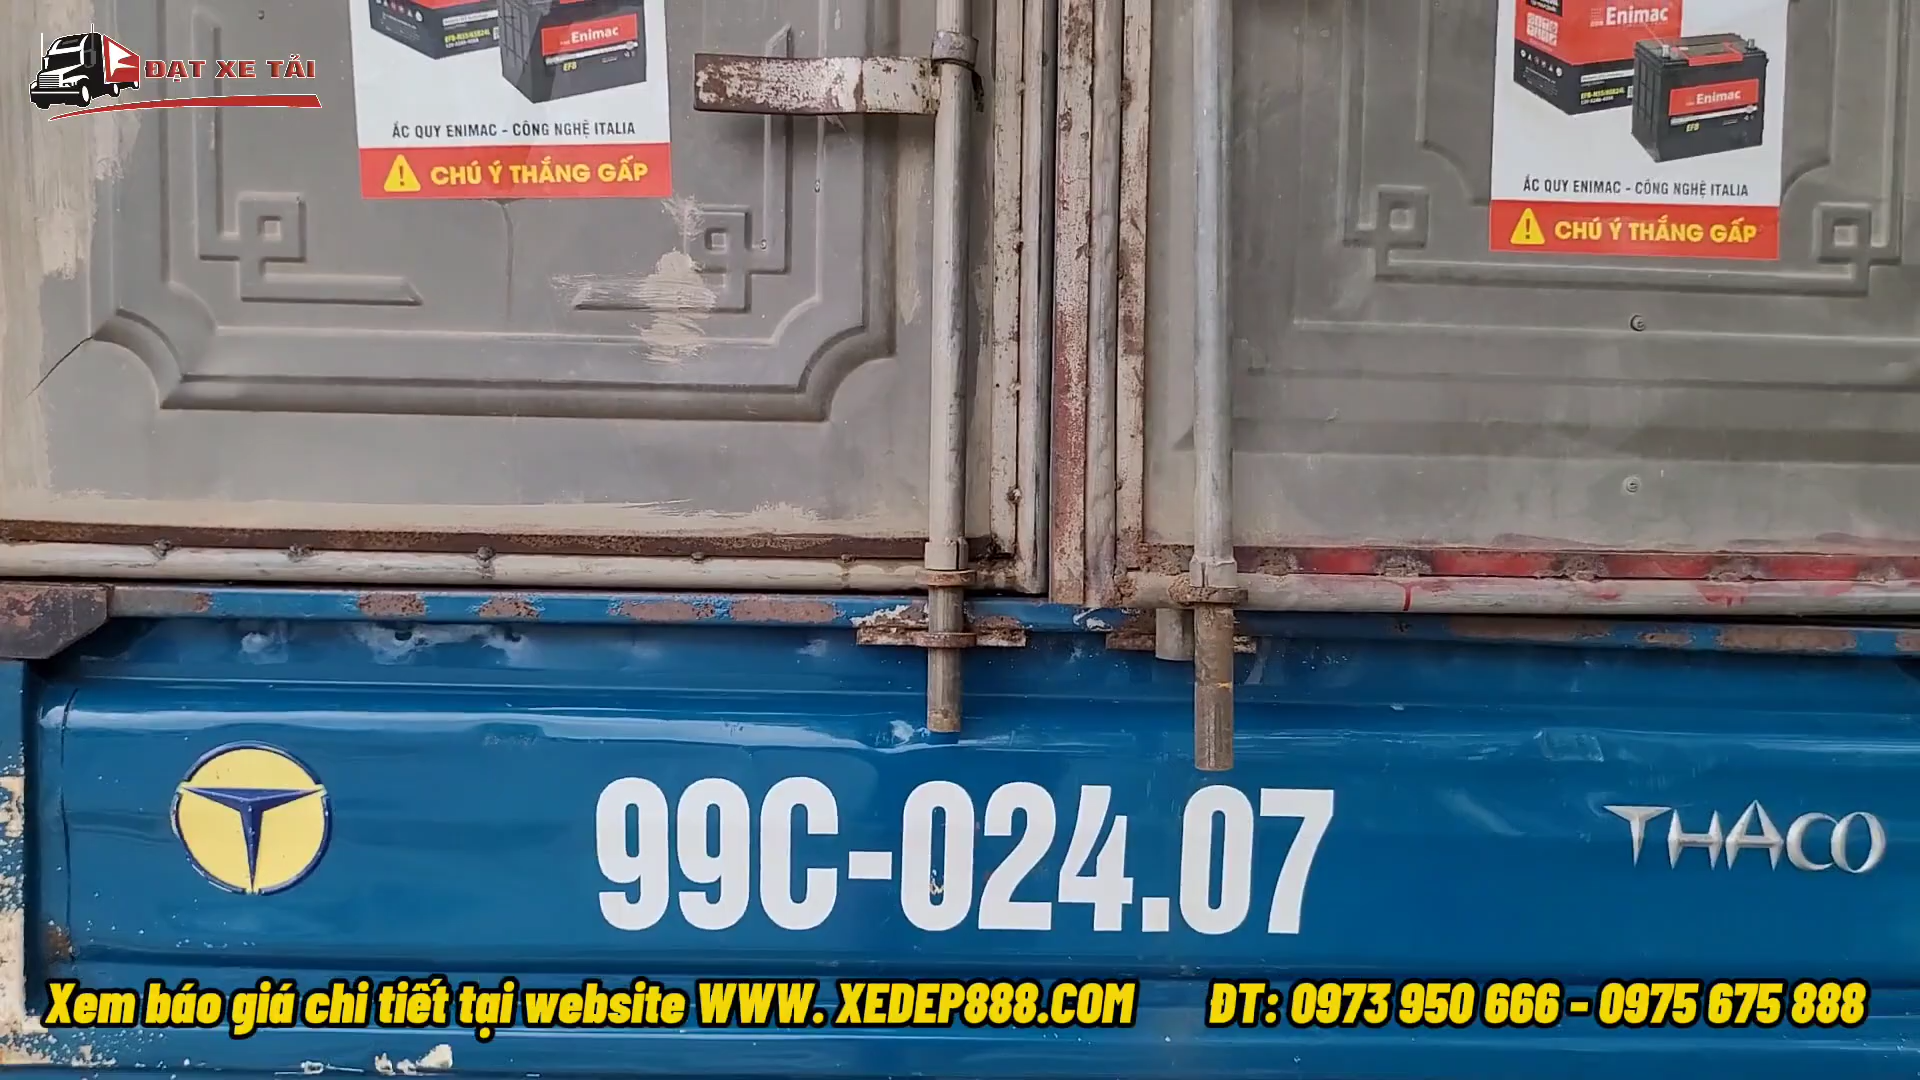 ĐẠT XE TẢI
Enimac
EFB
ẮC QUY ENIMAC - CÔNG NGHỆ ITALIA
CHÚ Ý THẮNG GẤP
Enimac
Enimac
EFB
ẮC QUY ENIMAC - CÔNG NGHỆ ITALIA
CHÚ Ý THẮNG GẤP
99C-024.07
THACO
Xem báo giá chi tiết tại website WWW. XEDEP888.COM ĐT: 0973 950 666 - 0975 675 888